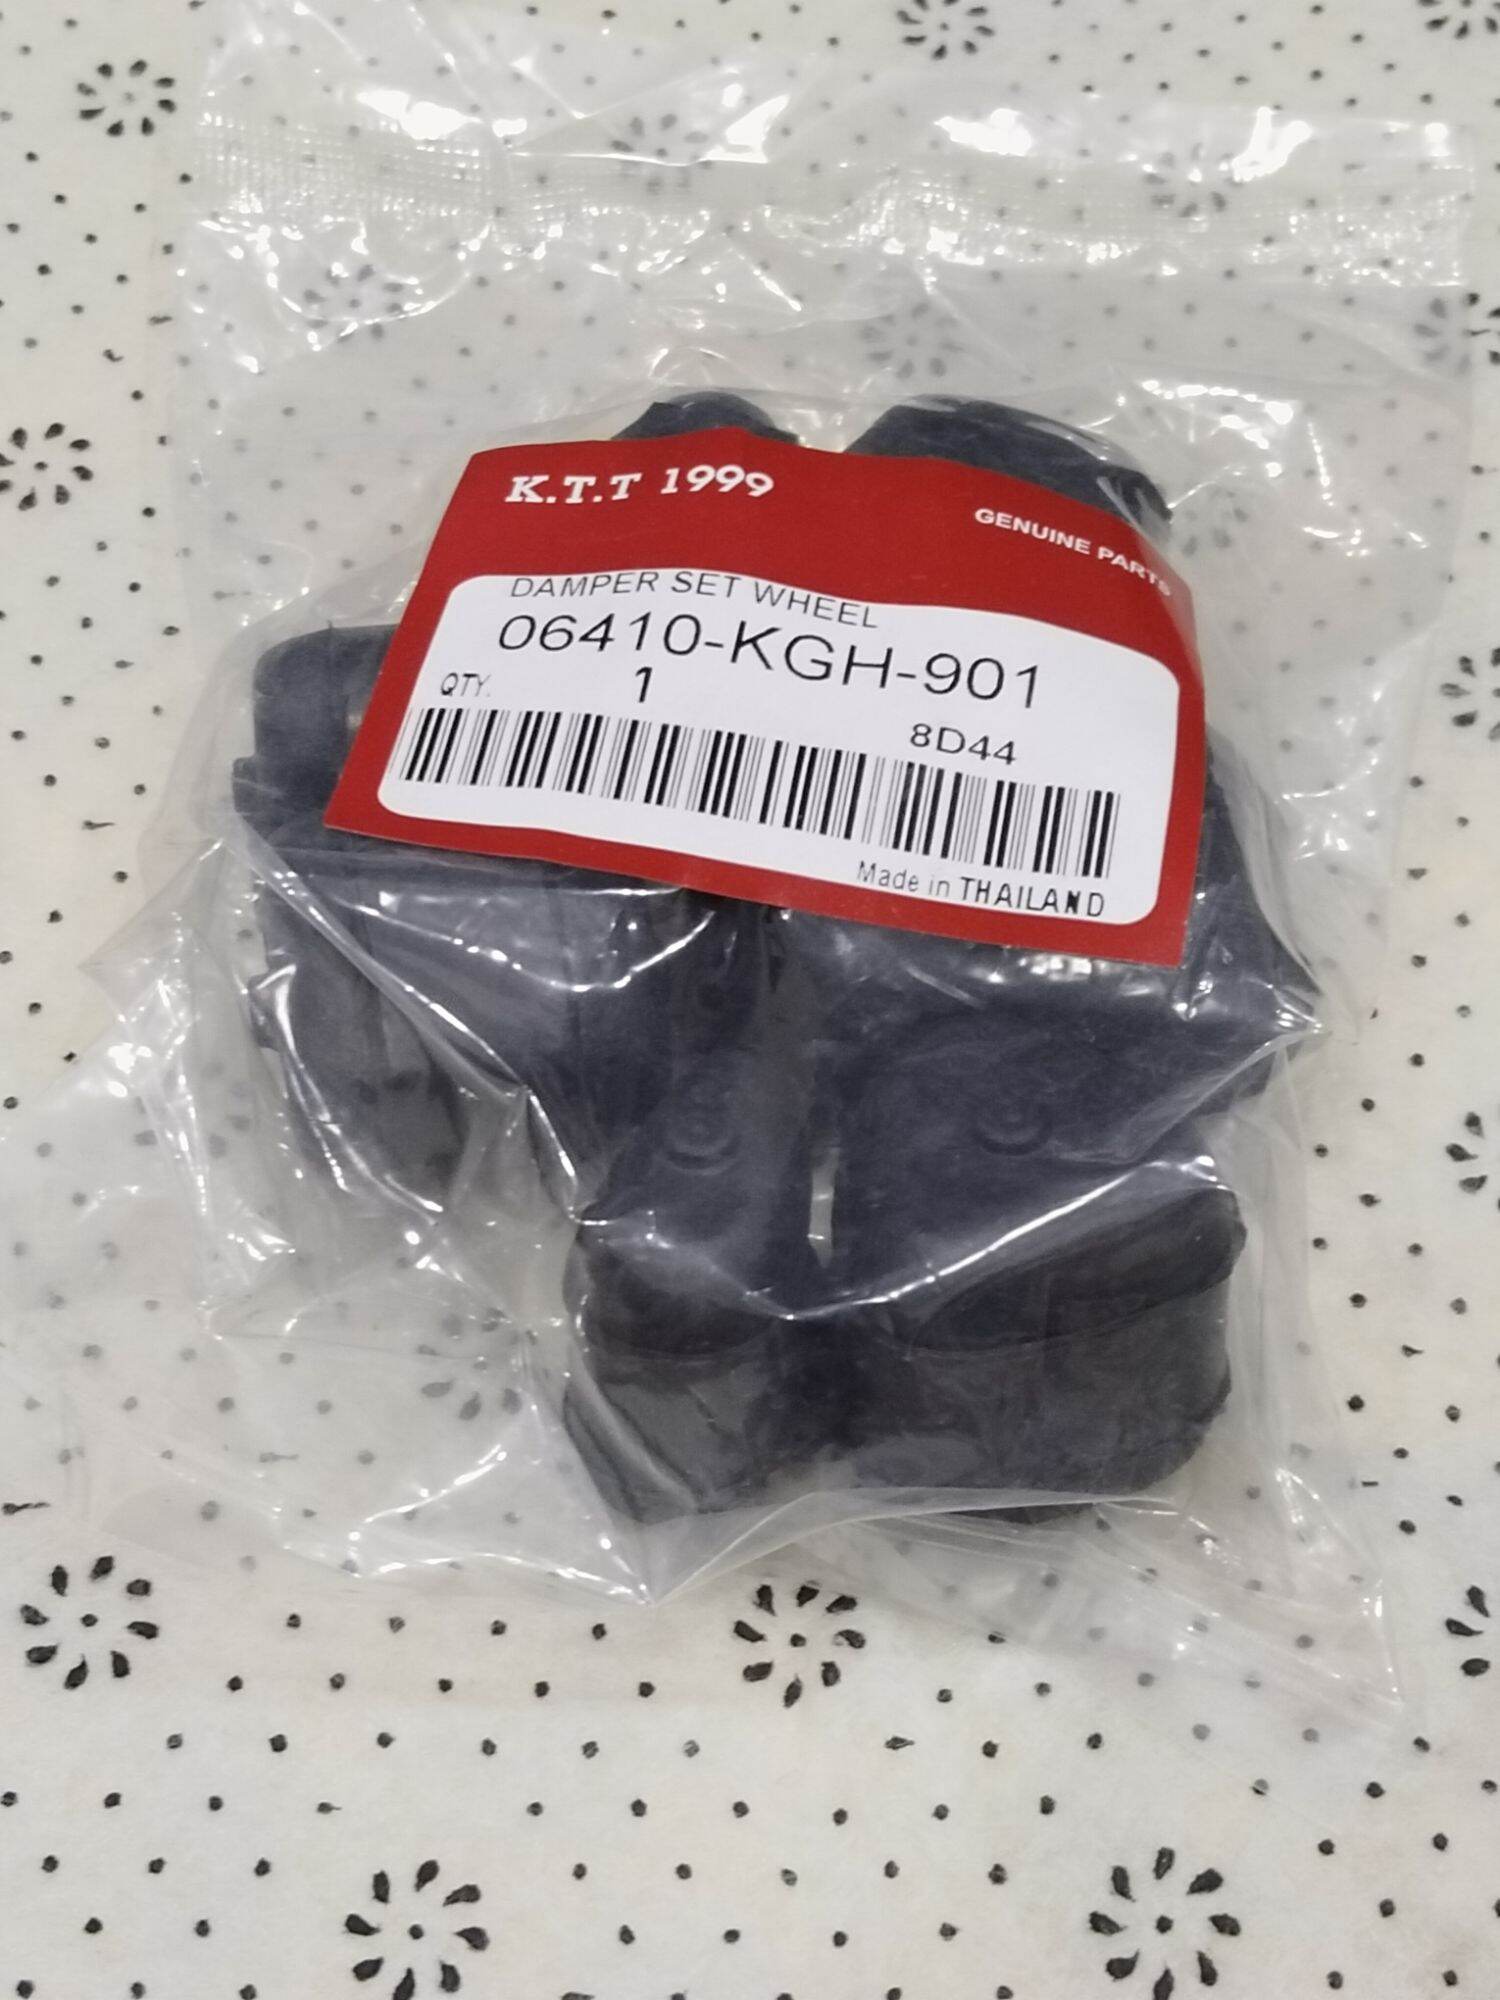 K.T.T 1999
GENUINE PARTS
DAMPER SET WHEEL
06410-KGH-901
QTY. 1
8D44
Made in THAILAND